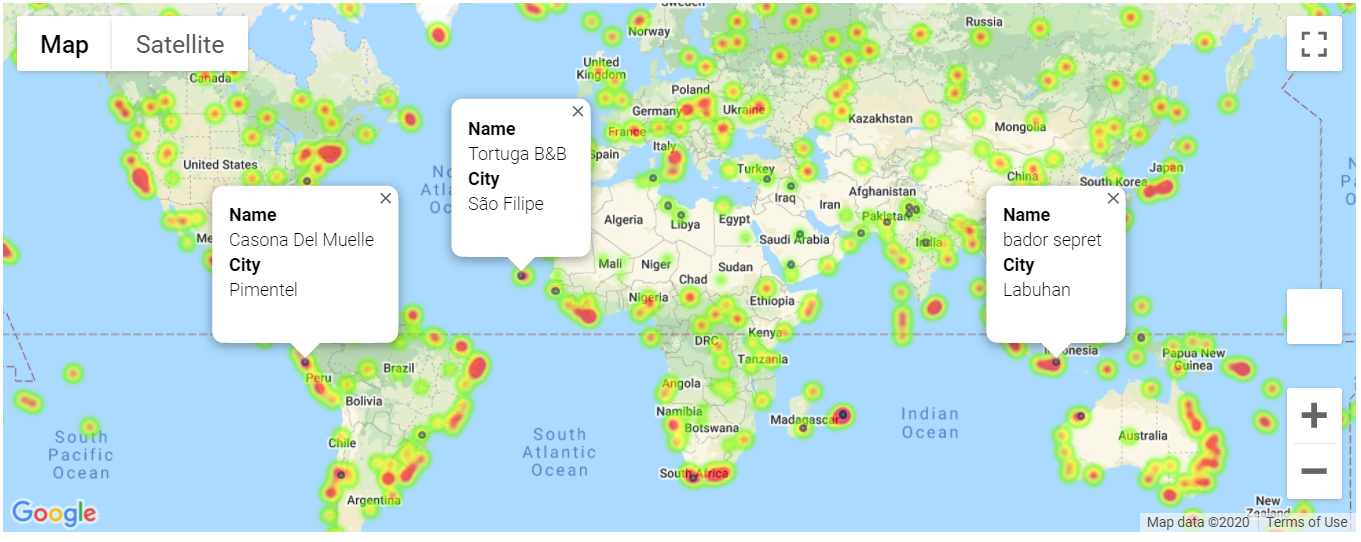 Map Satellite
Sweden
Norway
Russia
Canada
United
Kingdom
Poland
Germany
Ukraine
Kazakhstan
Mongolia
France
Italy
Spain
Turkey
United States
China
South Korea
Japan
Afghanistan
Iraq
Iran
Pakistan
Algeria
Libya
Egypt
Saudi Arabia
India
Mali
Niger
Sudan
Chad
Nigeria
Ethiopia
Kenya
DRC
Tanzania
Angola
Namibia
Botswana
Madagascar
South Africa
Name
Tortuga B&B
City
São Filipe
Name
Casona Del Muelle
City
Pimentel
Name
bador sepret
City
Labuhan
Peru
Brazil
Bolivia
Chile
Argentina
Papua New
Guinea
Australia
New
Zealand
South
Pacific
Ocean
South
Atlantic
Ocean
Indian
Ocean
Google
Map data ©2020 Terms of Use